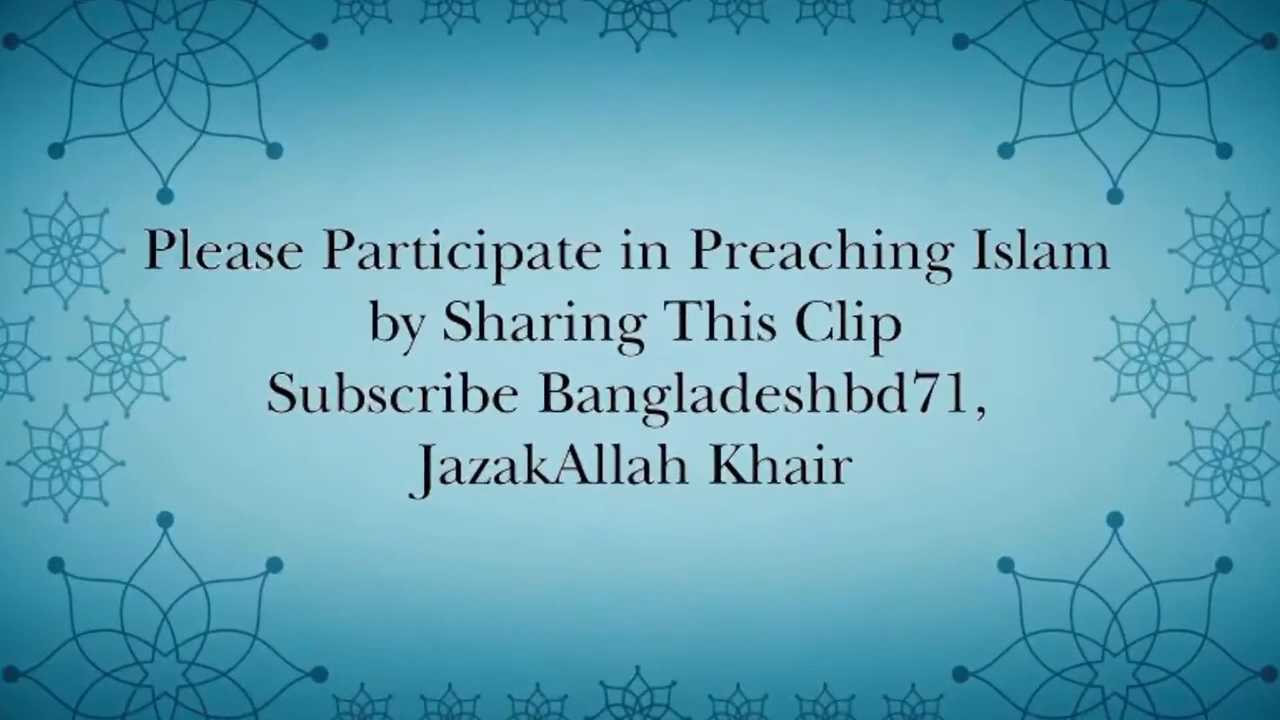 Please Participate in Preaching Islam
by Sharing This Clip
Subscribe Bangladeshbd71,
JazakAllah Khair